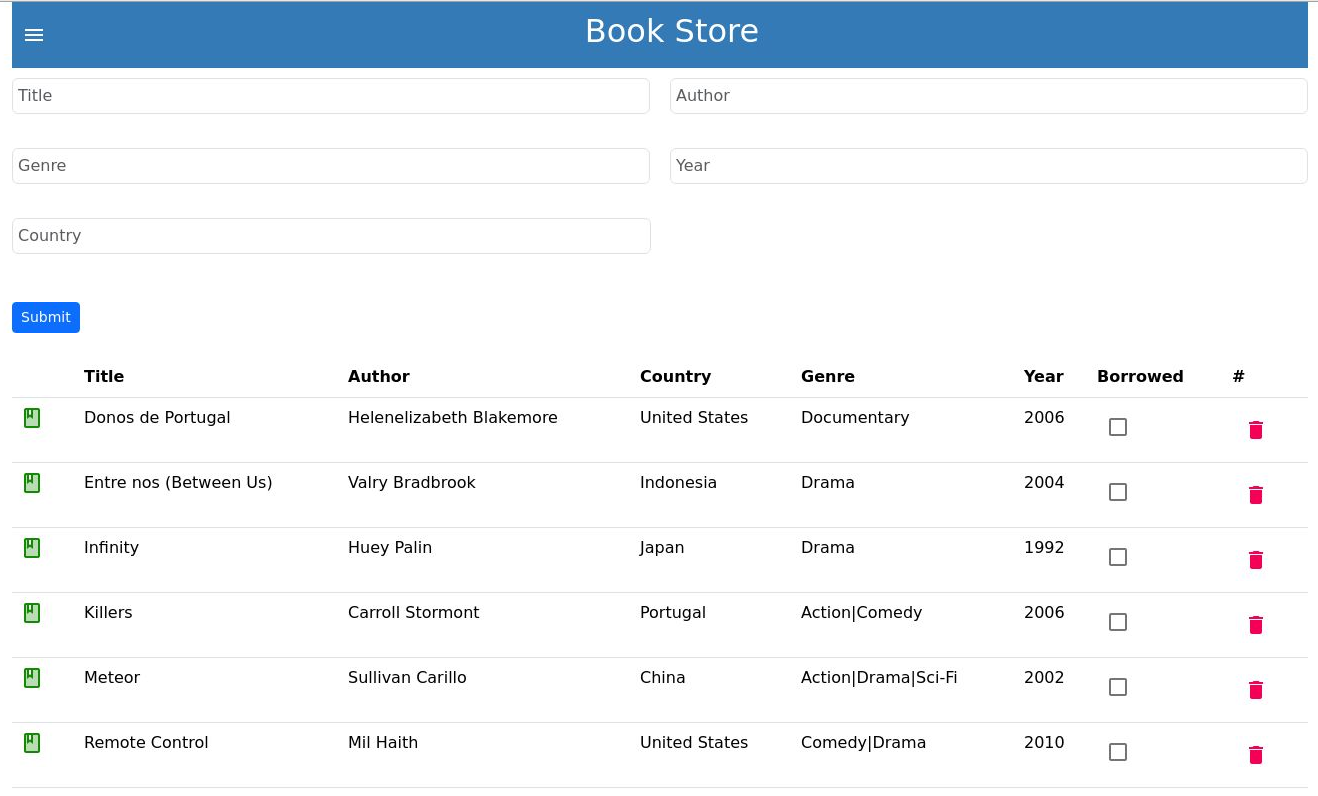 Book Store
Title Author
Genre Year
Country
Submit
Title Author Country Genre Year Borrowed #
Donos de Portugal Helenelizabeth Blakemore United States Documentary 2006
Entre nos (Between Us) Valry Bradbrook Indonesia Drama 2004
Infinity Huey Palin Japan Drama 1992
Killers Carroll Stormont Portugal Action|Comedy 2006
Meteor Sullivan Carillo China Action|Drama|Sci-Fi 2002
Remote Control Mil Haith United States Comedy|Drama 2010